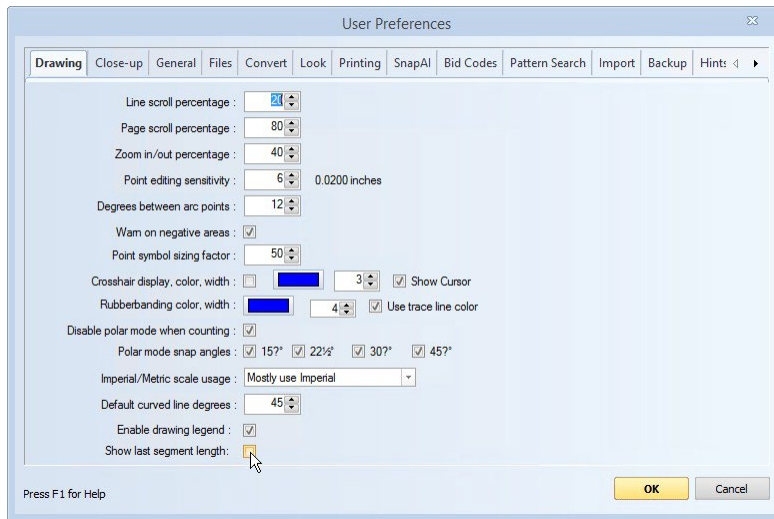 User Preferences
Drawing Close-up General Files Convert Look Printing SnapAI Bid Codes Pattern Search Import Backup Hints
Line scroll percentage : 20
Page scroll percentage : 80
Zoom in/out percentage : 40
Point editing sensitivity : 6 0.0200 inches
Degrees between arc points : 12
Warn on negative areas :
Point symbol sizing factor : 50
Crosshair display, color, width : 3 Show Cursor
Rubberbanding color, width : 4 Use trace line color
Disable polar mode when counting :
Polar mode snap angles : 15?° 22½° 30?° 45?°
Imperial/Metric scale usage : Mostly use Imperial
Default curved line degrees : 45
Enable drawing legend :
Show last segment length:
Press F1 for Help OK Cancel